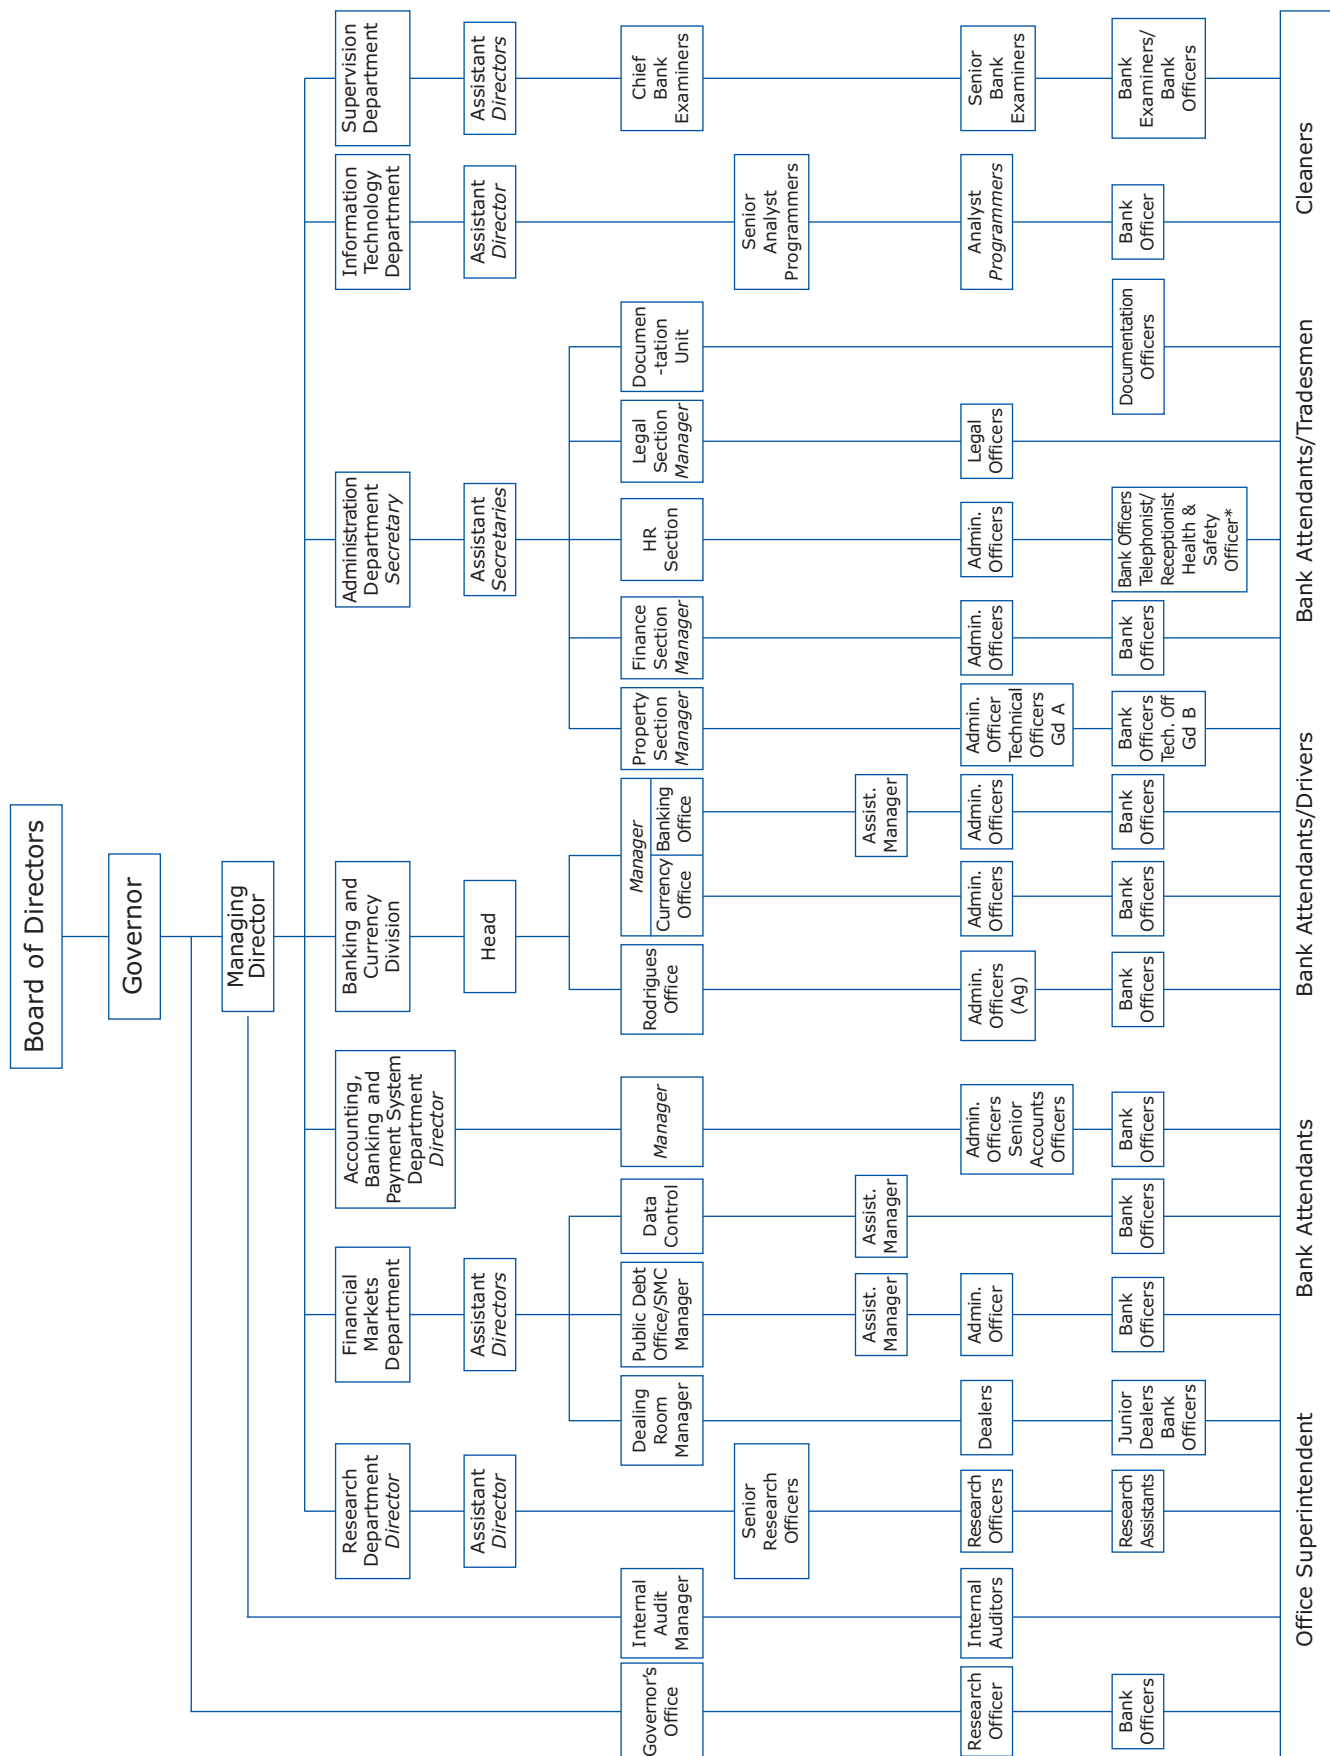 Board of Directors
Governor
Managing
Director
Research
Department
Director
Financial
Markets
Department
Accounting,
Banking and
Payment System
Department
Director
Banking and
Currency
Division
Administration
Department
Secretary
Information
Technology
Department
Supervision
Department
Assistant
Director
Assistant
Directors
Head
Assistant
Secretaries
Assistant
Director
Assistant
Directors
Governor's
Office
Internal
Audit
Manager
Dealing
Room
Manager
Public Debt
Office/SMC
Manager
Data
Control
Manager
Rodrigues
Office
Manager
Currency
Office
Banking
Office
Property
Section
Manager
Finance
Section
Manager
HR
Section
Legal
Section
Manager
Documen
-tation
Unit
Chief
Bank
Examiners
Senior
Research
Officers
Senior
Analyst
Programmers
Assist.
Manager
Assist.
Manager
Assist.
Manager
Research
Officer
Internal
Auditors
Research
Officers
Dealers
Admin.
Officer
Admin.
Officers
Senior
Accounts
Officers
Admin.
Officers
(Ag)
Admin.
Officers
Admin.
Officers
Admin.
Officer
Technical
Officers
Gd A
Admin.
Officers
Admin.
Officers
Legal
Officers
Analyst
Programmers
Senior
Bank
Examiners
Bank
Officers
Research
Assistants
Junior
Dealers
Bank
Officers
Bank
Officers
Bank
Officers
Bank
Officers
Bank
Officers
Bank
Officers
Bank
Officers
Bank
Officers
Tech. Off
Gd B
Bank
Officers
Bank Officers
Telephonist/
Receptionist
Health &
Safety
Officer*
Documentation
Officers
Bank
Officer
Bank
Examiners/
Bank
Officers
Office Superintendent
Bank Attendants
Bank Attendants/Drivers
Bank Attendants/Tradesmen
Cleaners